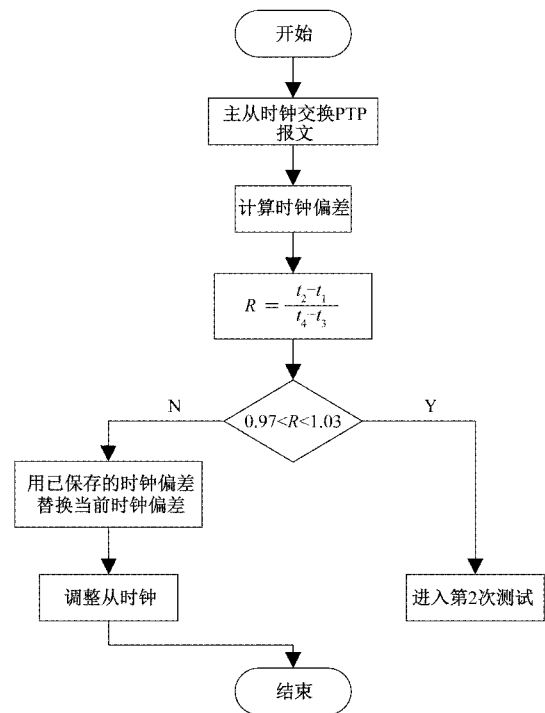 开始
主从时钟交换PTP
报文
计算时钟偏差
R = (t₂-t₁)/(t₄-t₃)
0.97<R<1.03
N
Y
用已保存的时钟偏差
替换当前时钟偏差
调整从时钟
进入第2次测试
结束